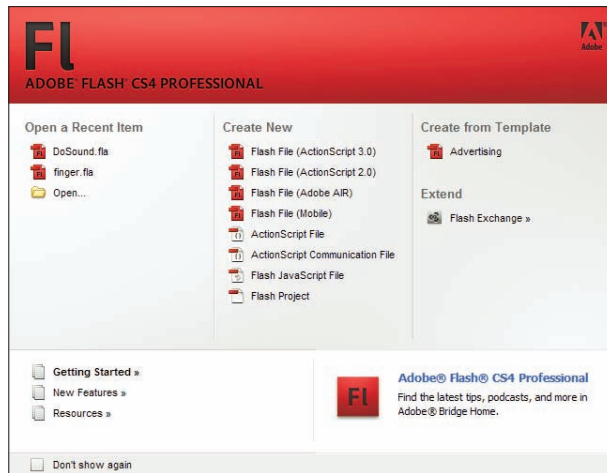 Fl
Adobe
ADOBE® FLASH® CS4 PROFESSIONAL
Open a Recent Item
DoSound.fla
finger.fla
Open...
Create New
Flash File (ActionScript 3.0)
Flash File (ActionScript 2.0)
Flash File (Adobe AIR)
Flash File (Mobile)
ActionScript File
ActionScript Communication File
Flash JavaScript File
Flash Project
Create from Template
Advertising
Extend
Flash Exchange »
Getting Started »
New Features »
Resources »
Fl
Adobe® Flash® CS4 Professional
Find the latest tips, podcasts, and more in
Adobe® Bridge Home.
Don't show again